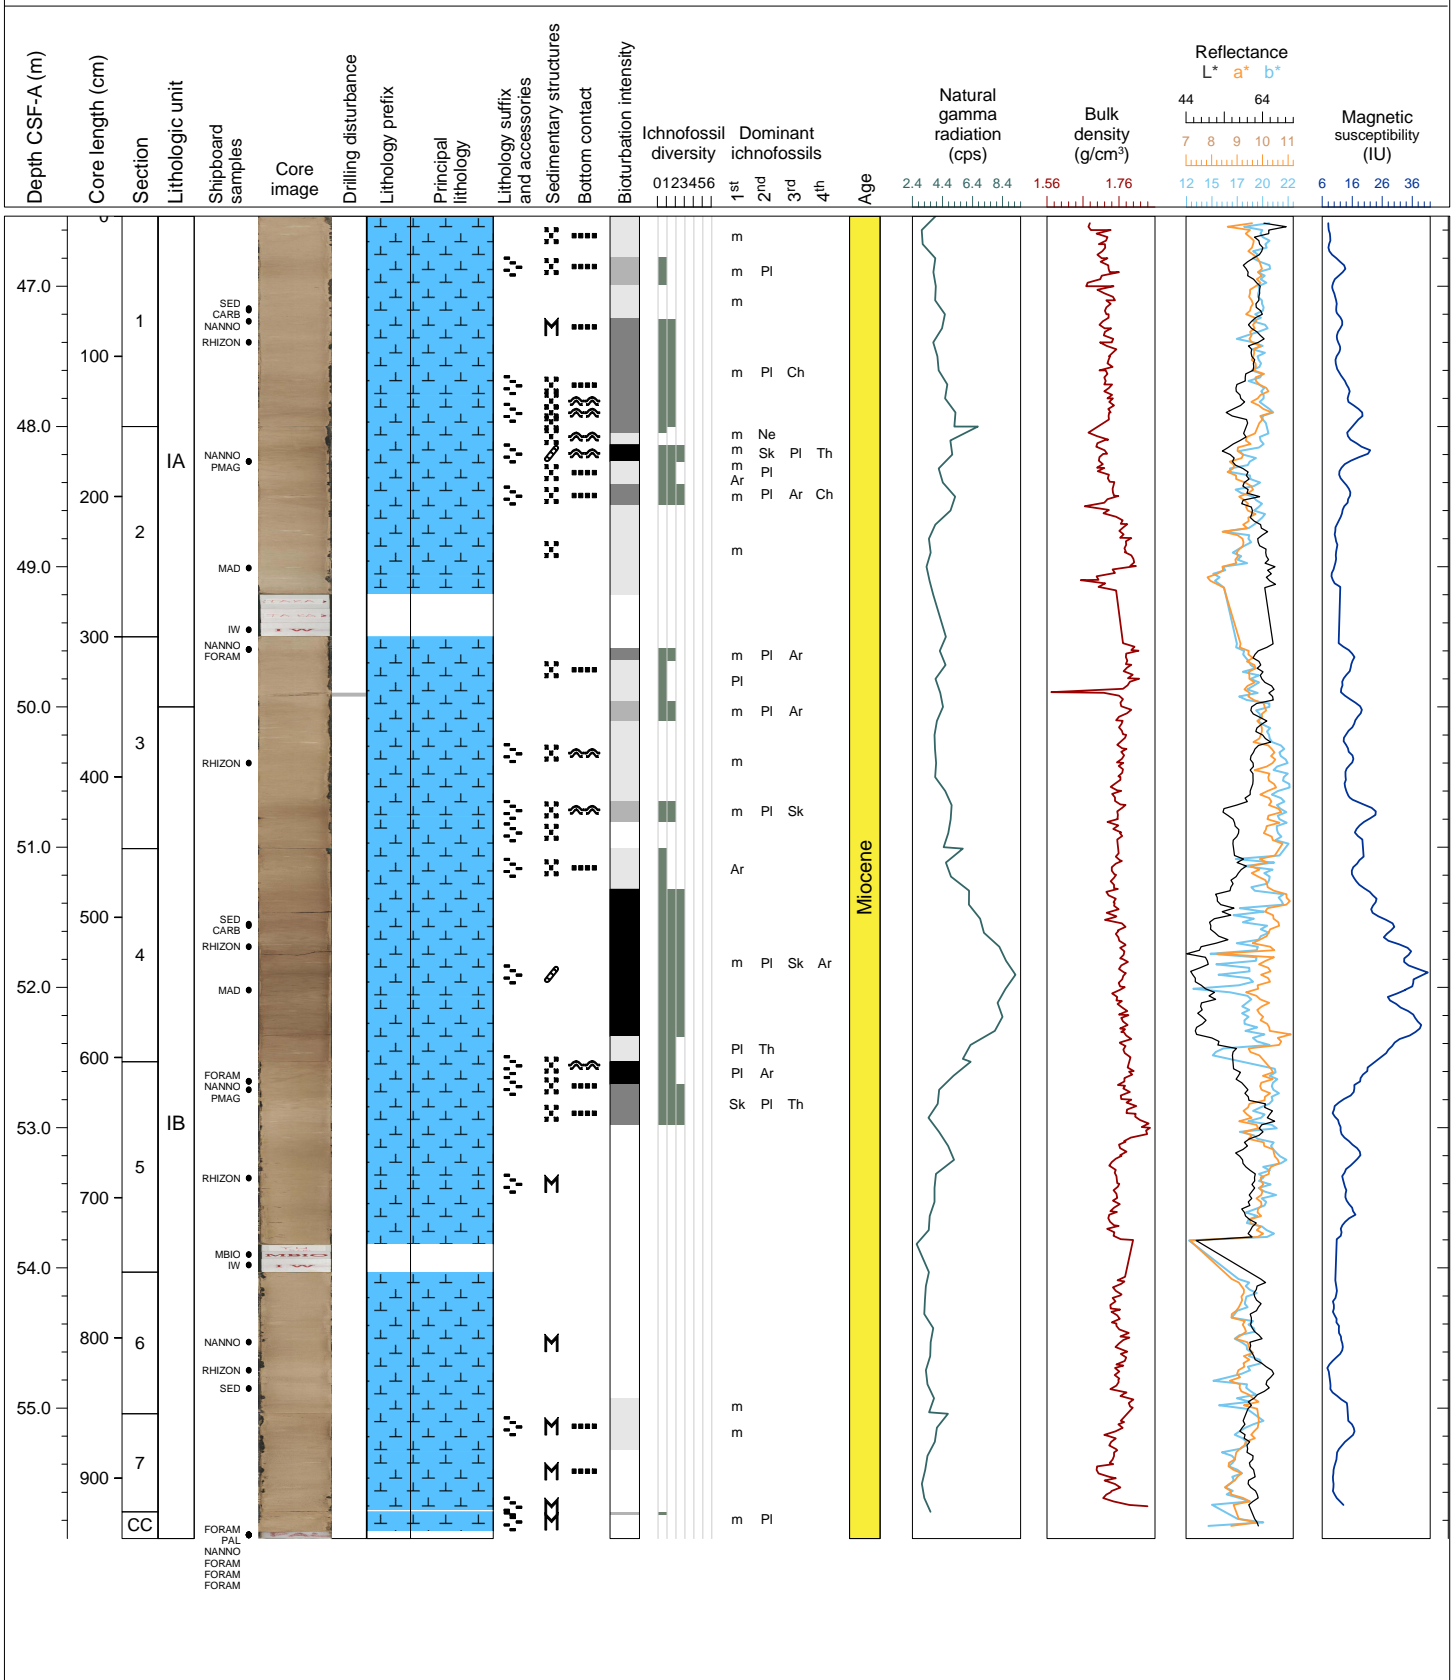 Depth CSF-A (m)
Core length (cm)
Section
Lithologic unit
Shipboard
samples
Core
image
Drilling disturbance
Lithology prefix
Principal
lithology
Lithology suffix
and accessories
Sedimentary structures
Bottom contact
Bioturbation intensity
Ichnofossil
diversity
0123456
Dominant
ichnofossils
1st 2nd 3rd 4th
Age
Natural
gamma
radiation
(cps)
2.4 4.4 6.4 8.4
Bulk
density
(g/cm³)
1.56 1.76
Reflectance
L* a* b*
44 64
7 8 9 10 11
12 15 17 20 22
Magnetic
susceptibility
(IU)
6 16 26 36
0
m
m Pl
47.0
SED
CARB
m
1
NANNO
RHIZON
100
m Pl Ch
48.0
m Ne
IA
NANNO
PMAG
m Sk Pl Th
m Pl
Ar
200
m Pl Ar Ch
2
m
49.0
MAD
IW
I W
300
NANNO
FORAM
m Pl Ar
Pl
50.0
m Pl Ar
3
RHIZON
m
400
m Pl Sk
51.0
Ar
Miocene
500
SED
CARB
RHIZON
4
m Pl Sk Ar
52.0
MAD
600
Pl Th
FORAM
NANNO
PMAG
Pl Ar
Sk Pl Th
IB
53.0
5
RHIZON
700
MBIO
MBIO
IW
I W
54.0
800
NANNO
6
RHIZON
SED
55.0
m
m
7
900
CC
m Pl
FORAM
PAL
NANNO
FORAM
FORAM
FORAM